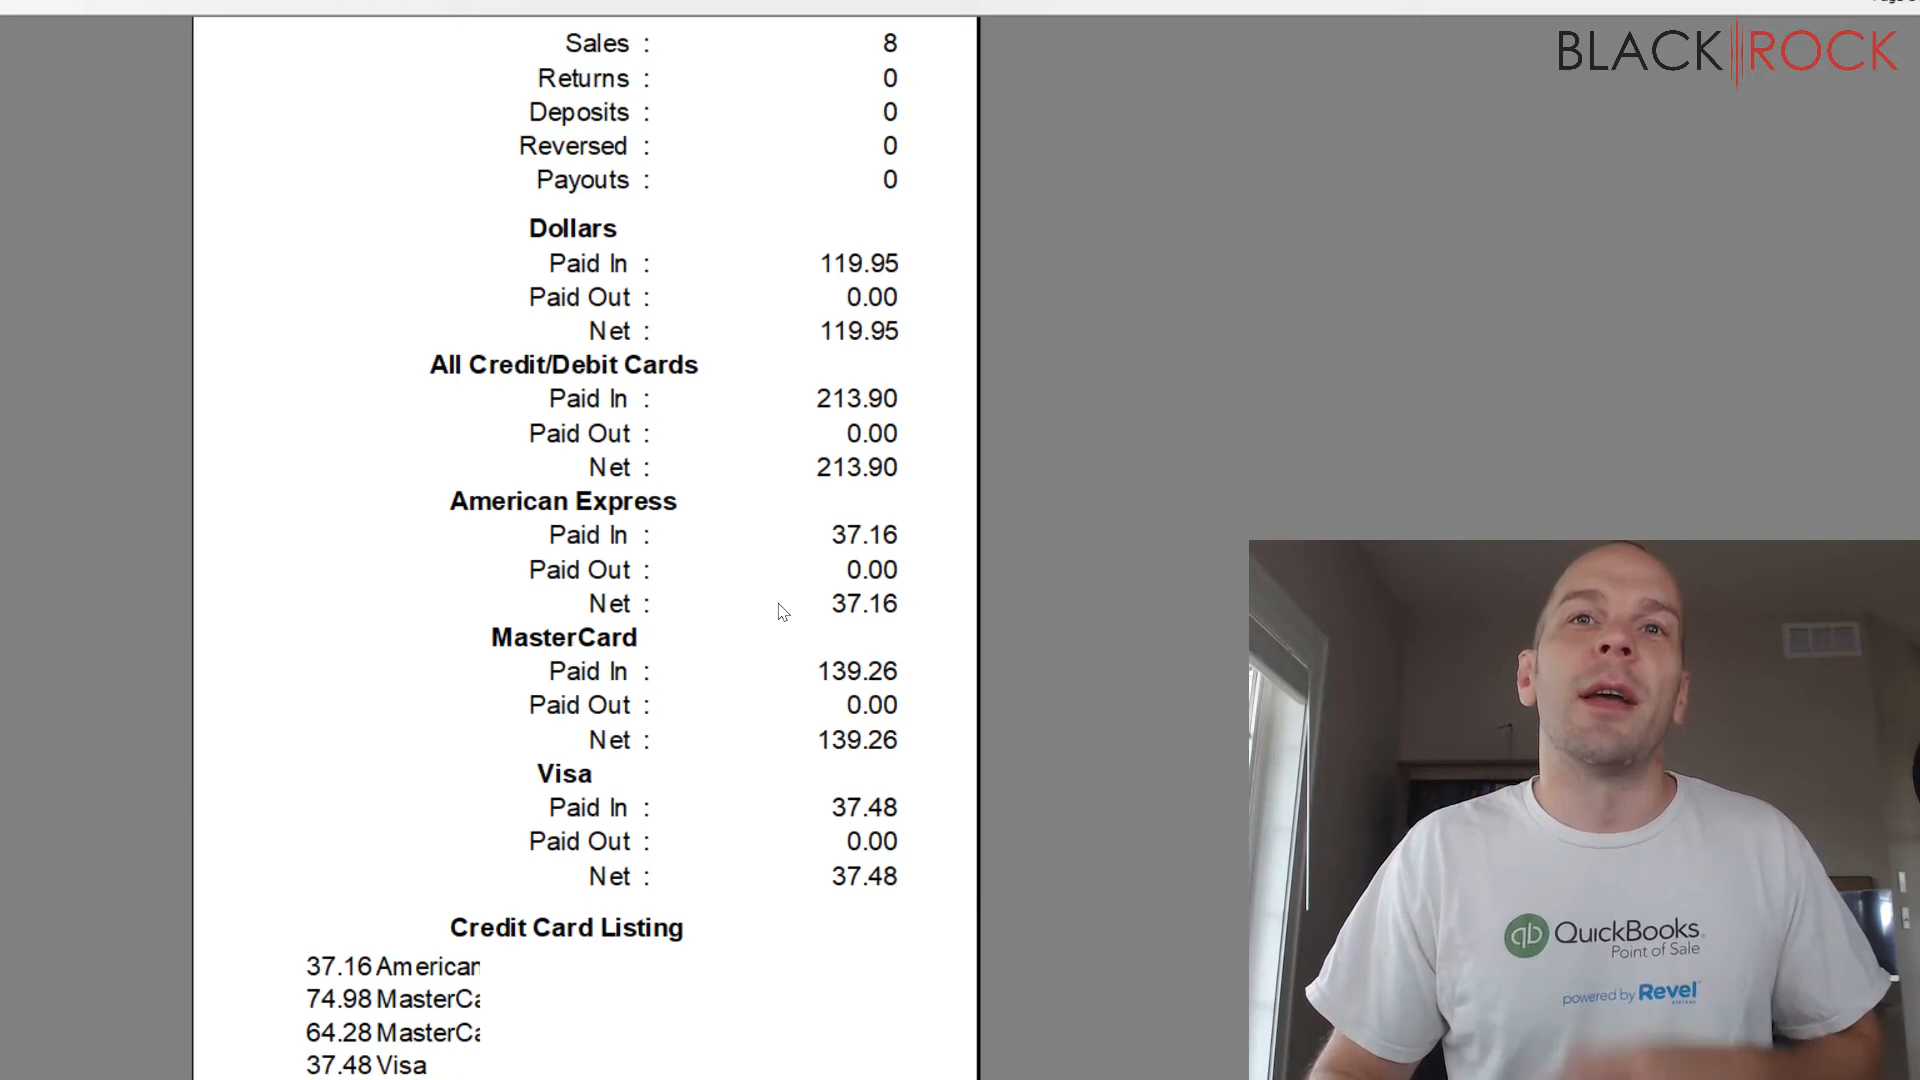 BLACK ROCK
Sales : 8
Returns : 0
Deposits : 0
Reversed : 0
Payouts : 0
Dollars
Paid In : 119.95
Paid Out : 0.00
Net : 119.95
All Credit/Debit Cards
Paid In : 213.90
Paid Out : 0.00
Net : 213.90
American Express
Paid In : 37.16
Paid Out : 0.00
Net : 37.16
MasterCard
Paid In : 139.26
Paid Out : 0.00
Net : 139.26
Visa
Paid In : 37.48
Paid Out : 0.00
Net : 37.48
Credit Card Listing
37.16 American
74.98 MasterCa
64.28 MasterCa
37.48 Visa
qb QuickBooks
Point of Sale
powered by Revel